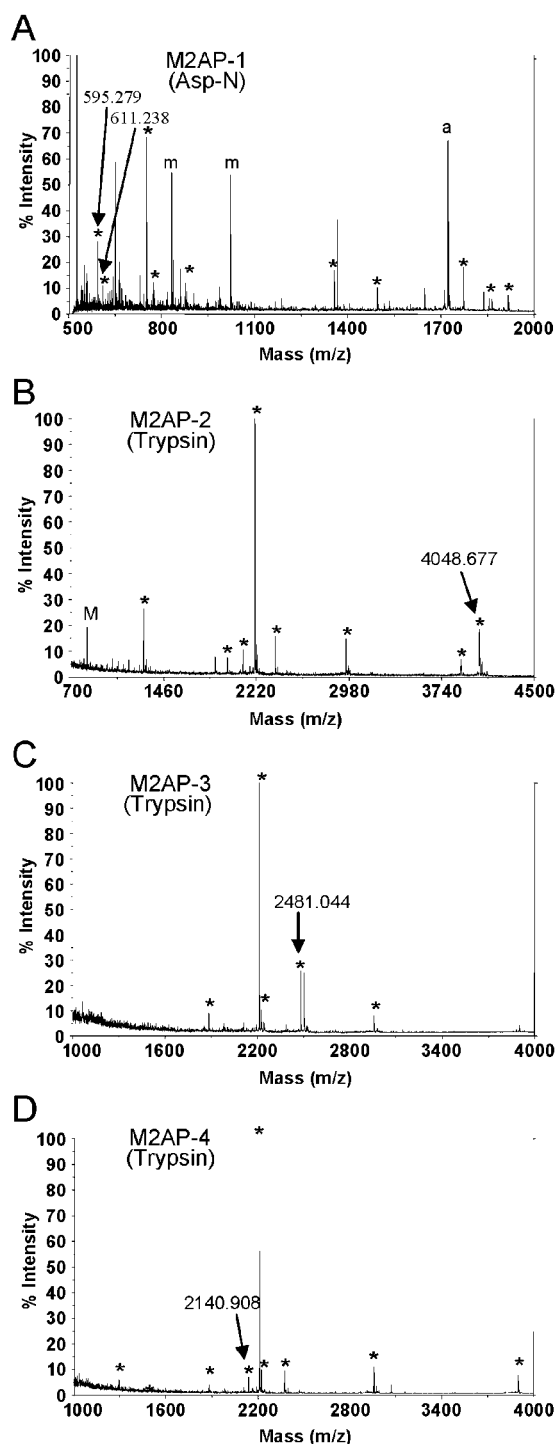 A
M2AP-1
(Asp-N)
595.279
611.238
* * * * * m m * * a * * *
100
90
80
70
60
50
40
30
20
10
0
% Intensity
500 800 1100 1400 1700 2000
Mass (m/z)
B
M2AP-2
(Trypsin)
*
4048.677
M * * * * * * *
100
90
80
70
60
50
40
30
20
10
0
% Intensity
700 1460 2220 2980 3740 4500
Mass (m/z)
C
M2AP-3
(Trypsin)
*
2481.044
* * * *
100
90
80
70
60
50
40
30
20
10
0
% Intensity
1000 1600 2200 2800 3400 4000
Mass (m/z)
D
M2AP-4
(Trypsin)
*
2140.908
* * * * * * *
100
90
80
70
60
50
40
30
20
10
0
% Intensity
1000 1600 2200 2800 3400 4000
Mass (m/z)